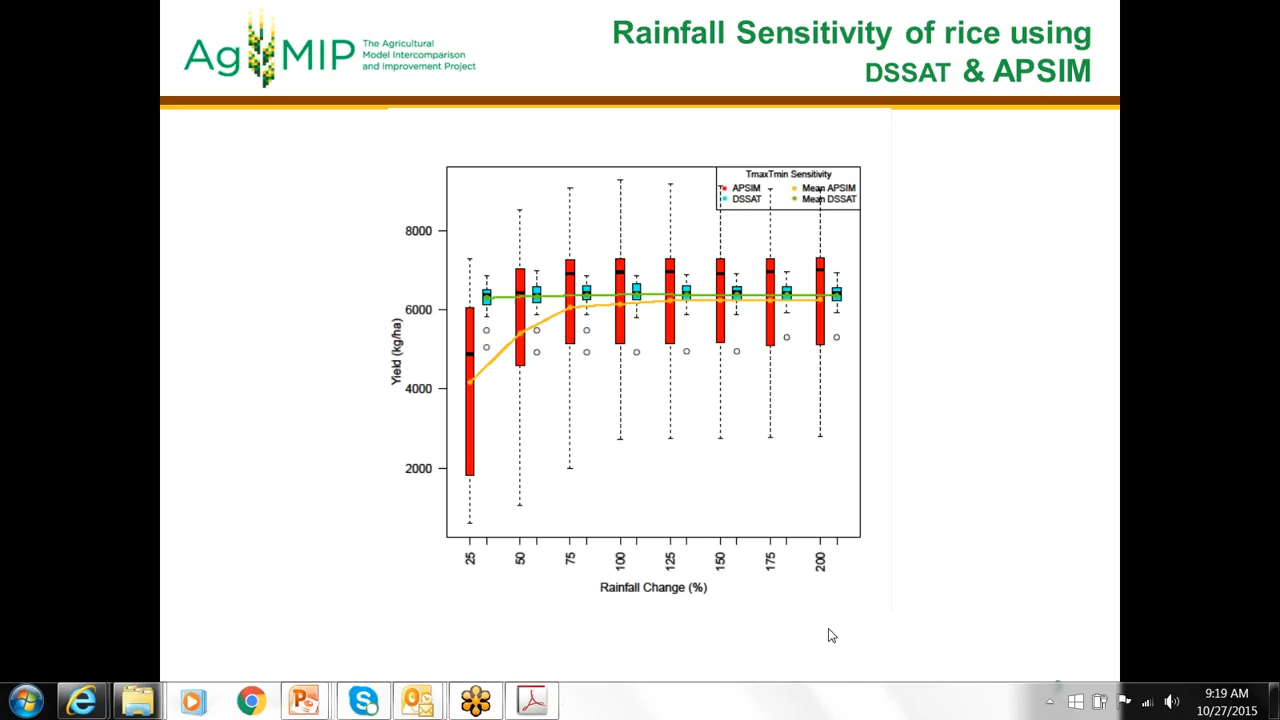 AgMIP
The Agricultural
Model Intercomparison
and Improvement Project
Rainfall Sensitivity of rice using
DSSAT & APSIM
TmaxTmin Sensitivity
APSIM
Mean APSIM
DSSAT
Mean DSSAT
8000
6000
4000
2000
Yield (kg/ha)
25
50
75
100
125
150
175
200
Rainfall Change (%)
9:19 AM
10/27/2015